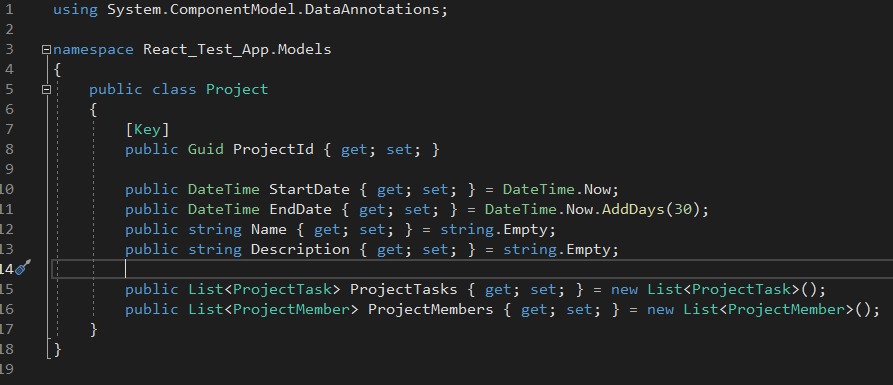 1 using System.ComponentModel.DataAnnotations;
2
3 namespace React_Test_App.Models
4 {
5 public class Project
6 {
7 [Key]
8 public Guid ProjectId { get; set; }
9
10 public DateTime StartDate { get; set; } = DateTime.Now;
11 public DateTime EndDate { get; set; } = DateTime.Now.AddDays(30);
12 public string Name { get; set; } = string.Empty;
13 public string Description { get; set; } = string.Empty;
14
15 public List<ProjectTask> ProjectTasks { get; set; } = new List<ProjectTask>();
16 public List<ProjectMember> ProjectMembers { get; set; } = new List<ProjectMember>();
17 }
18 }
19